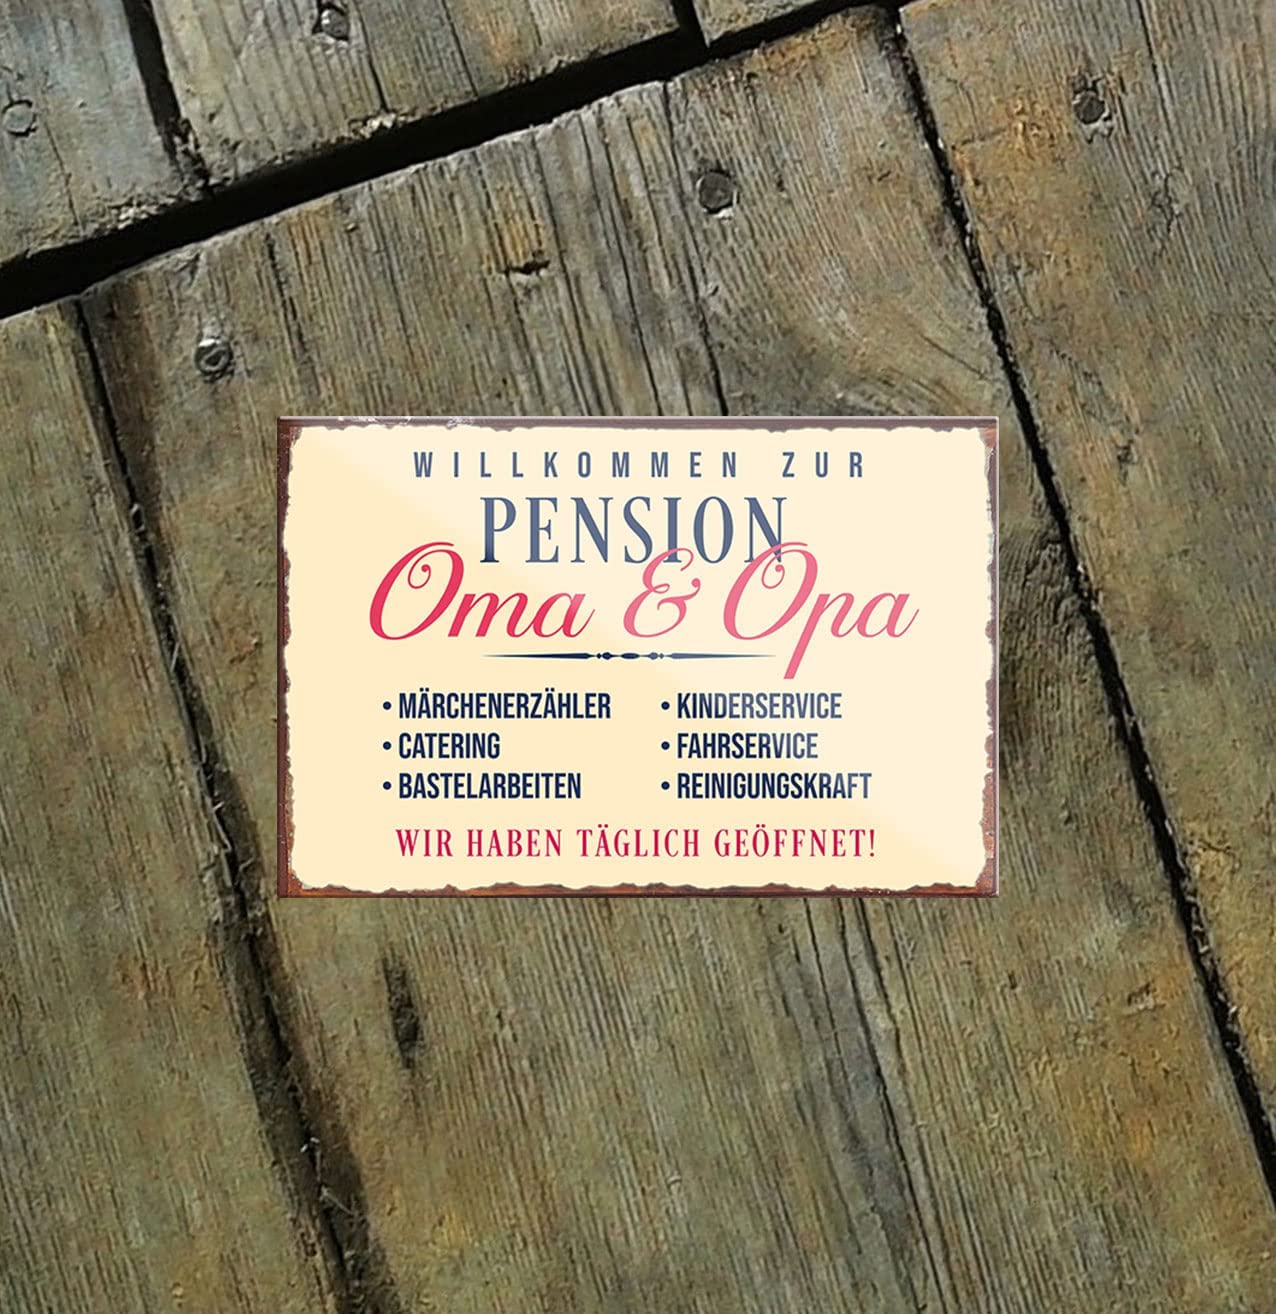 WILLKOMMEN ZUR
PENSION
Oma & Opa
• MÄRCHENERZÄHLER
• CATERING
• BASTELARBEITEN
• KINDERSERVICE
• FAHRSERVICE
• REINIGUNGSKRAFT
WIR HABEN TÄGLICH GEÖFFNET!